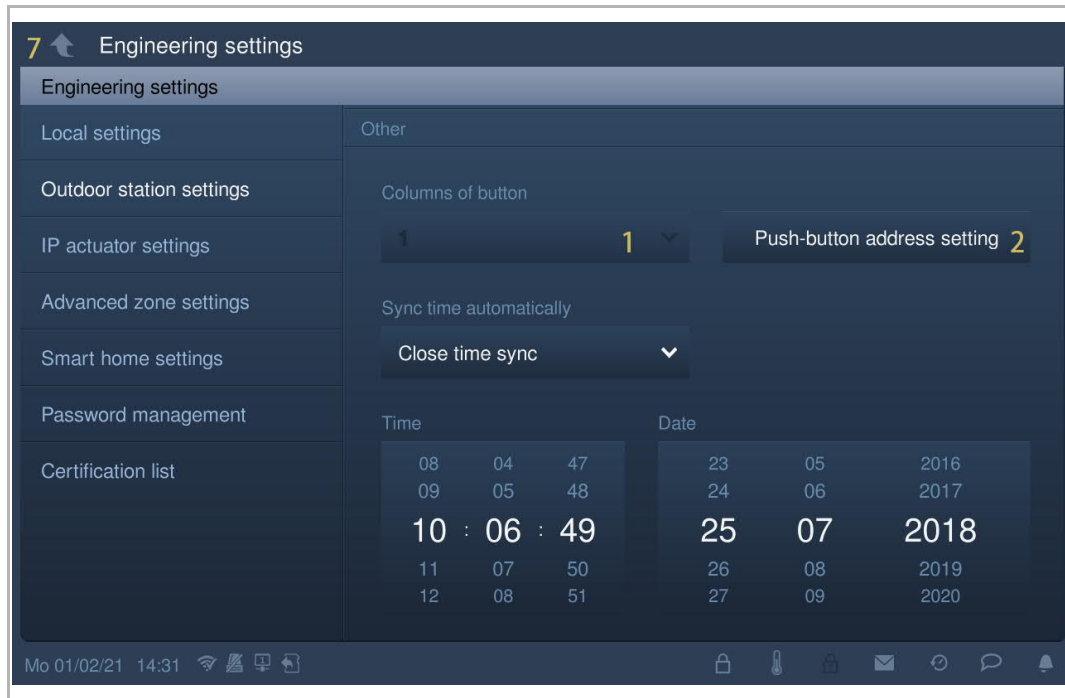 7 Engineering settings
Engineering settings
Local settings
Outdoor station settings
IP actuator settings
Advanced zone settings
Smart home settings
Password management
Certification list
Other
Columns of button
1 1
Push-button address setting 2
Sync time automatically
Close time sync
Time
Date
08 04 47
09 05 48
10 : 06 : 49
11 07 50
12 08 51
23 05 2016
24 06 2017
25 07 2018
26 08 2019
27 09 2020
Mo 01/02/21 14:31